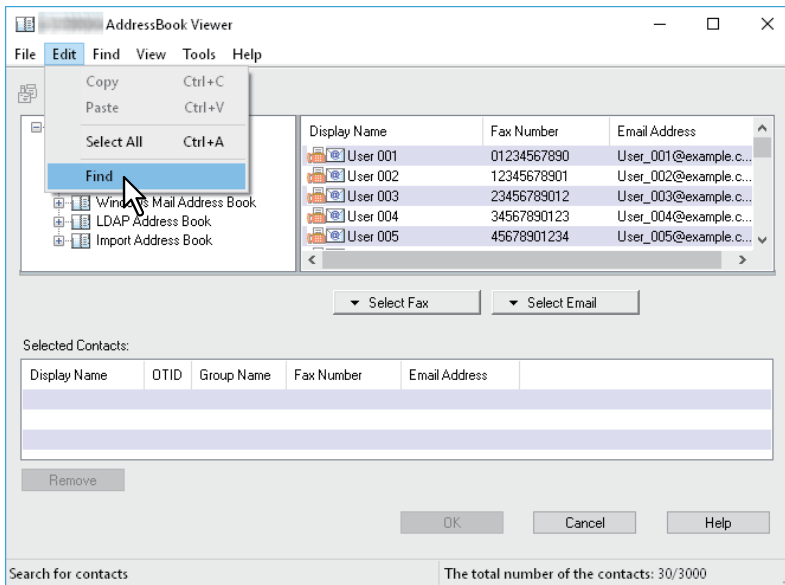 AddressBook Viewer
File Edit Find View Tools Help
Copy Ctrl+C
Paste Ctrl+V
Select All Ctrl+A
Find
Windows Mail Address Book
LDAP Address Book
Import Address Book
Display Name Fax Number Email Address
User 001 01234567890 User_001@example.c...
User 002 12345678901 User_002@example.c...
User 003 23456789012 User_003@example.c...
User 004 34567890123 User_004@example.c...
User 005 45678901234 User_005@example.c...
Select Fax Select Email
Selected Contacts:
Display Name OTID Group Name Fax Number Email Address
Remove
OK Cancel Help
Search for contacts The total number of the contacts: 30/3000